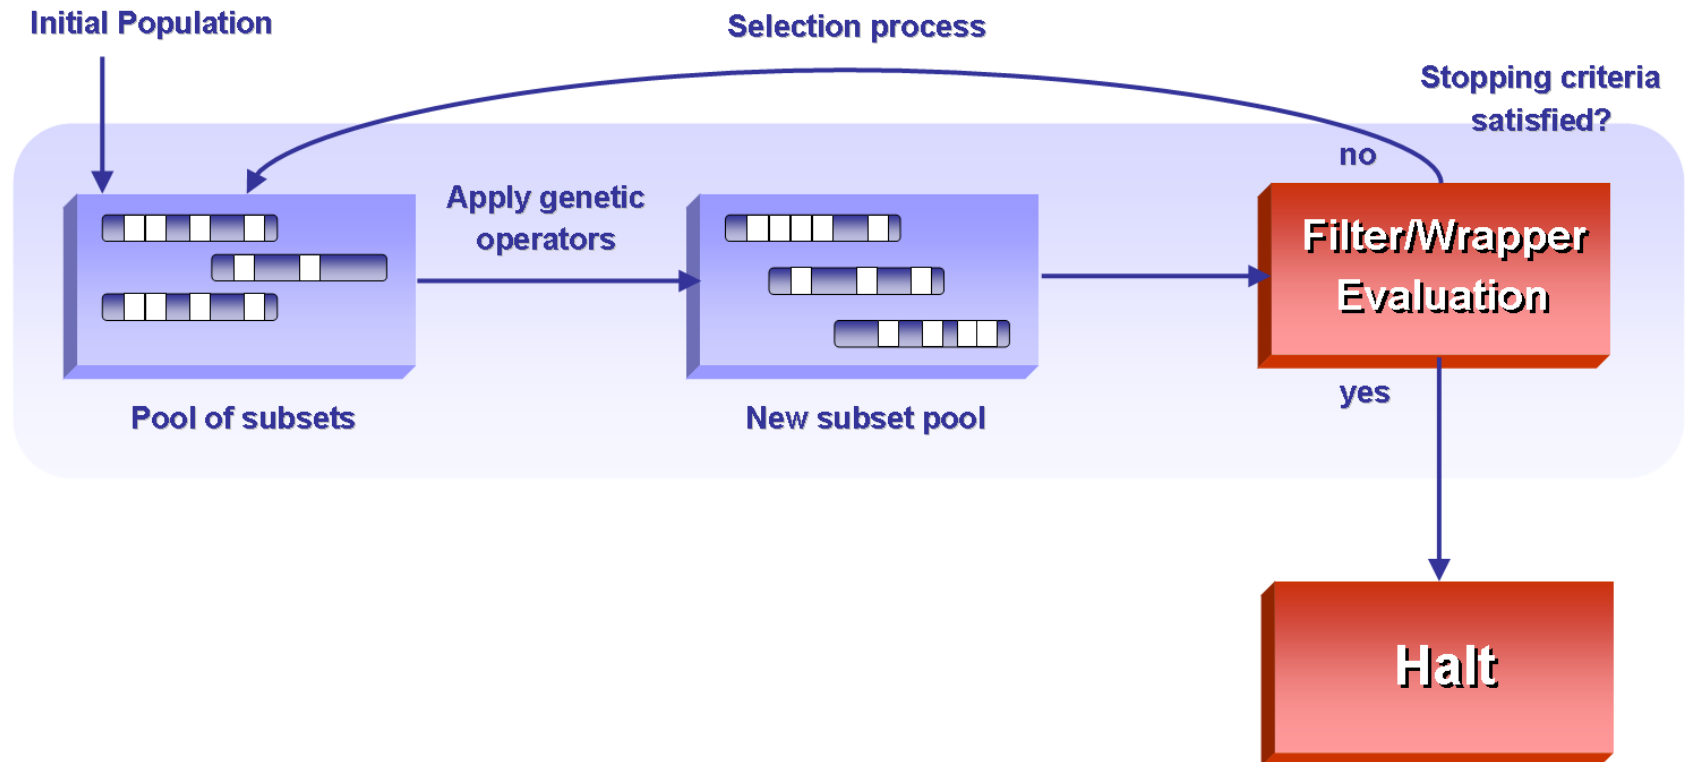 Initial Population
Selection process
Stopping criteria
satisfied?
no
Apply genetic
operators
Filter/Wrapper
Evaluation
Pool of subsets
New subset pool
yes
Halt